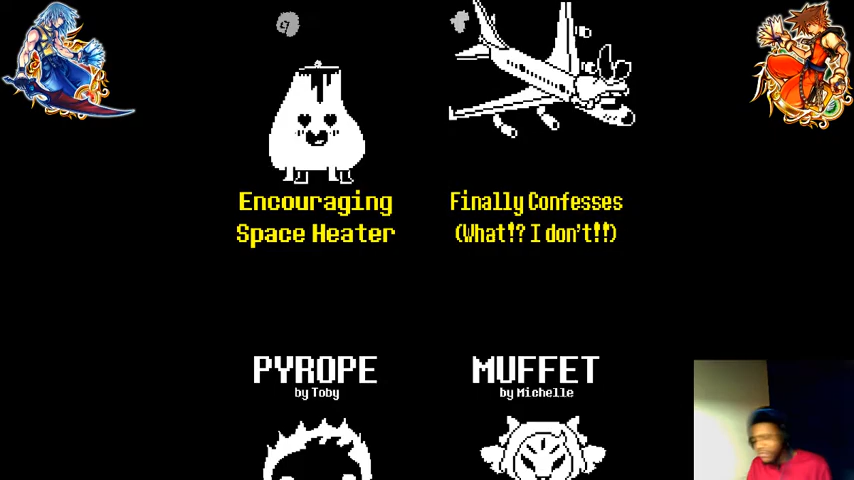 Encouraging
Space Heater
Finally Confesses
(What!? I don't!!)
PYROPE
by Toby
MUFFET
by Michelle